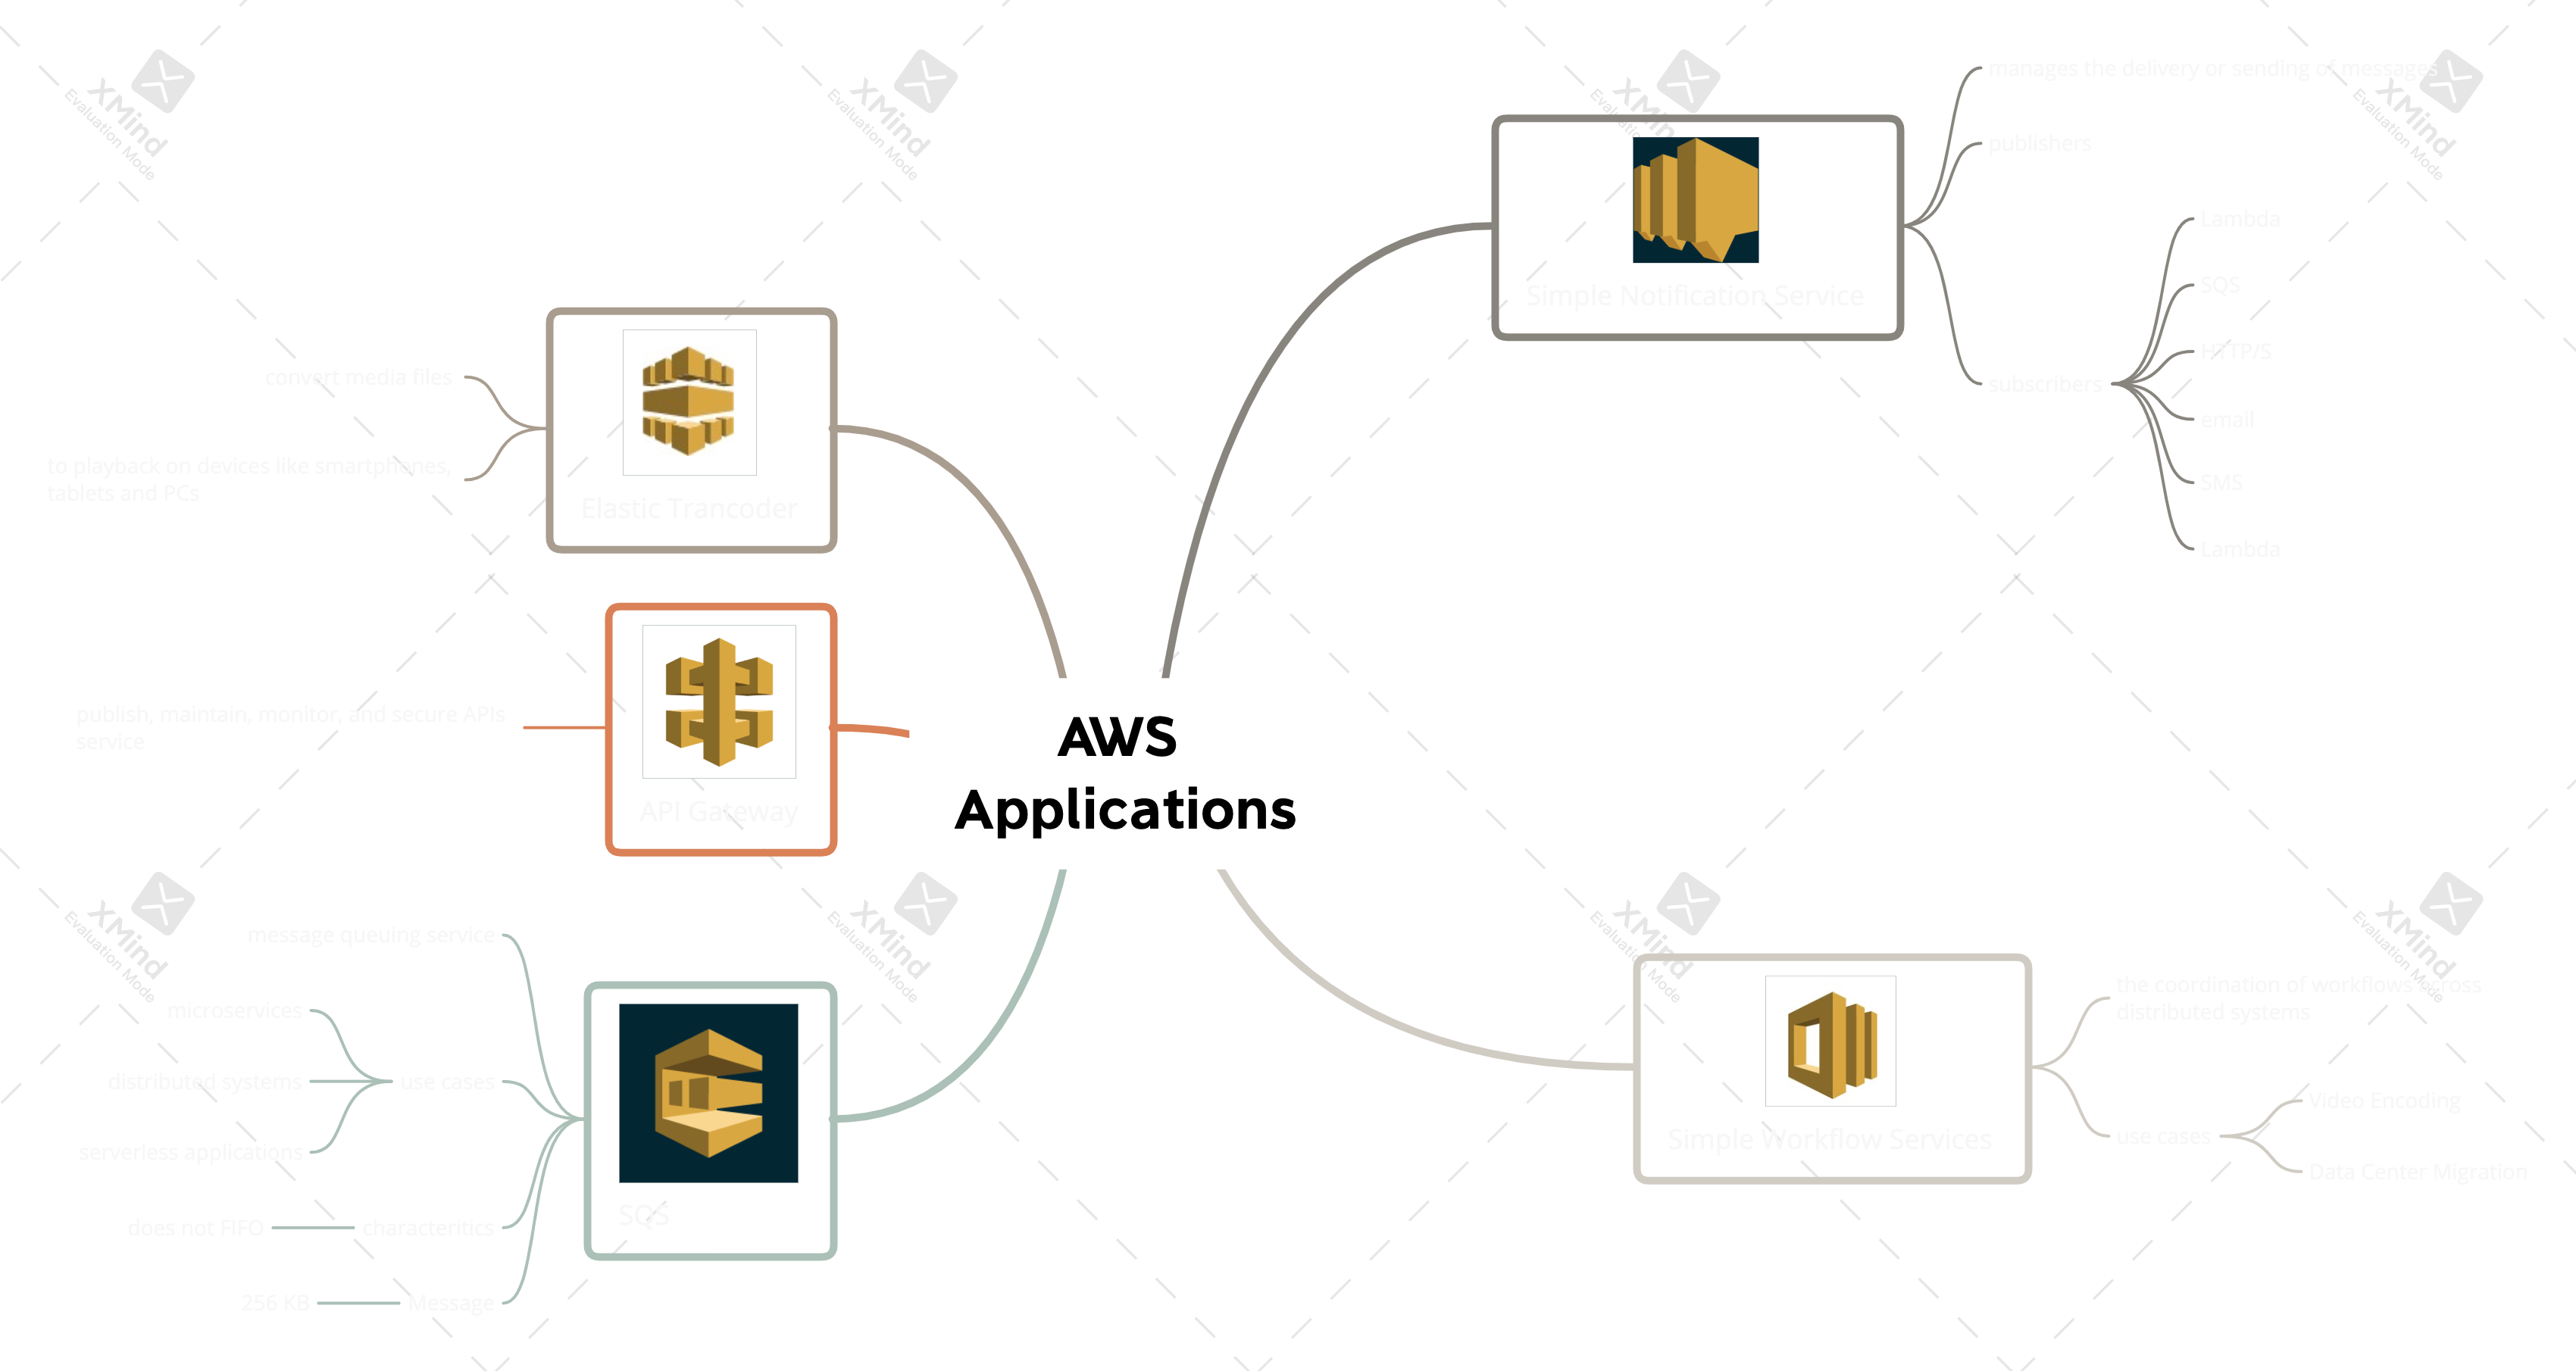 AWS
Applications
Simple Notification Service
manages the delivery or sending of messages
publishers
subscribers
Lambda
SQS
HTTP/S
email
SMS
Lambda
Simple Workflow Services
the coordination of workflows across
distributed systems
use cases
Video Encoding
Data Center Migration
Elastic Trancoder
convert media files
to playback on devices like smartphones,
tablets and PCs
API Gateway
publish, maintain, monitor, and secure APIs
service
SQS
message queuing service
use cases
microservices
distributed systems
serverless applications
characteritics
does not FIFO
Message
256 KB
XMind
Evaluation Mode
XMind
Evaluation Mode
XMind
Evaluation Mode
XMind
Evaluation Mode
XMind
Evaluation Mode
XMind
Evaluation Mode
XMind
Evaluation Mode
XMind
Evaluation Mode